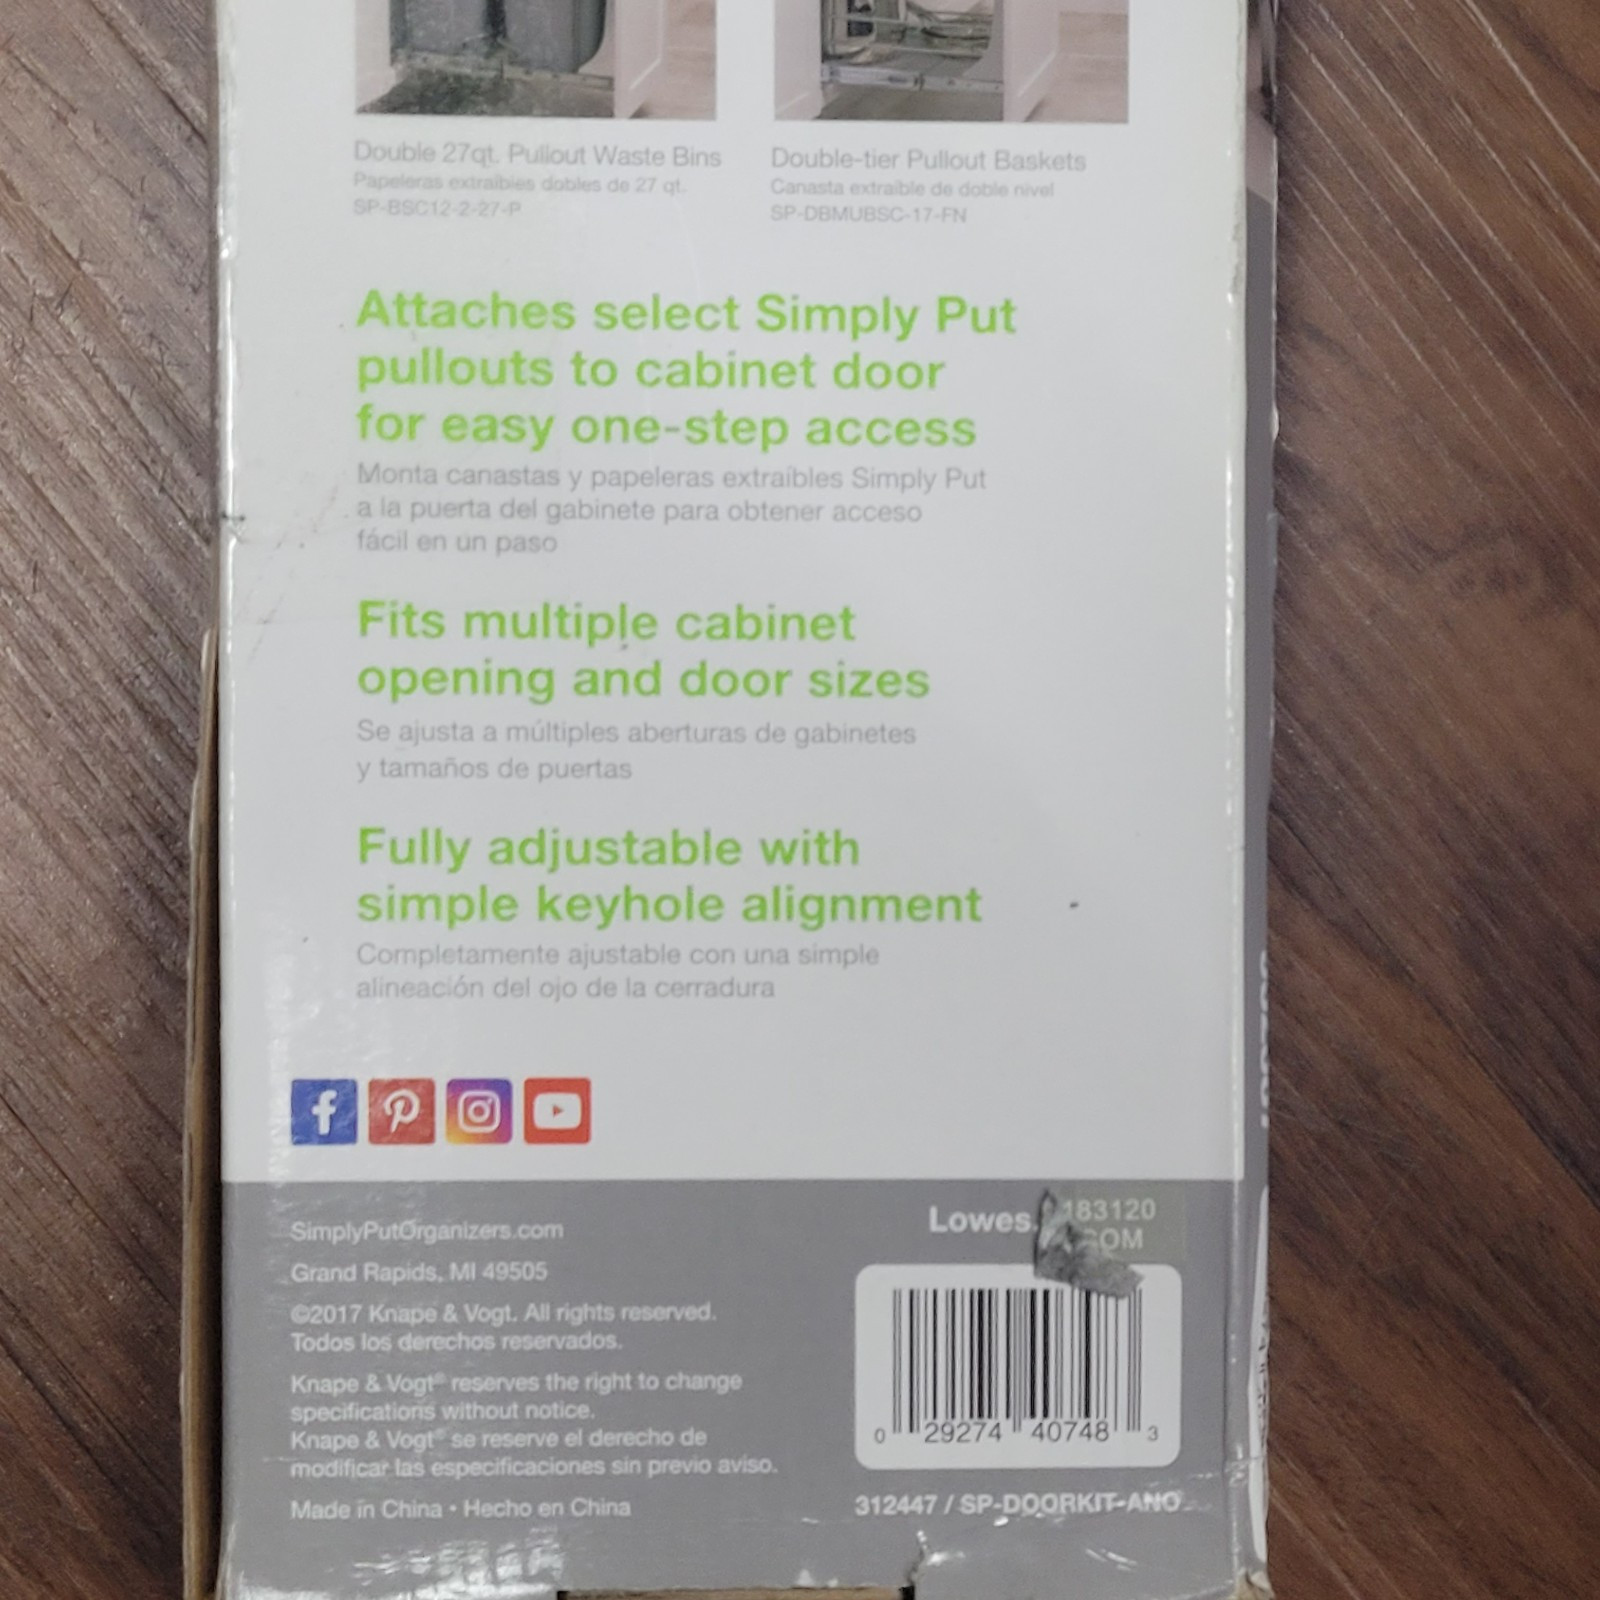 Double 27qt. Pullout Waste Bins
Papeleras extraíbles dobles de 27 qt.
SP-BSC12-2-27-P
Double-tier Pullout Baskets
Canasta extraíble de doble nivel
SP-DBMUBSC-17-FN
Attaches select Simply Put
pullouts to cabinet door
for easy one-step access
Monta canastas y papeleras extraíbles Simply Put
a la puerta del gabinete para obtener acceso
fácil en un paso
Fits multiple cabinet
opening and door sizes
Se ajusta a múltiples aberturas de gabinetes
y tamaños de puertas
Fully adjustable with
simple keyhole alignment
Completamente ajustable con una simple
alineación del ojo de la cerradura
SimplyPutOrganizers.com
Grand Rapids, MI 49505
©2017 Knape & Vogt. All rights reserved.
Todos los derechos reservados.
Knape & Vogt® reserves the right to change
specifications without notice.
Knape & Vogt® se reserve el derecho de
modificar las especificaciones sin previo aviso.
Made in China • Hecho en China
Lowes. 183120
0 29274 40748 3
312447 / SP-DOORKIT-ANO